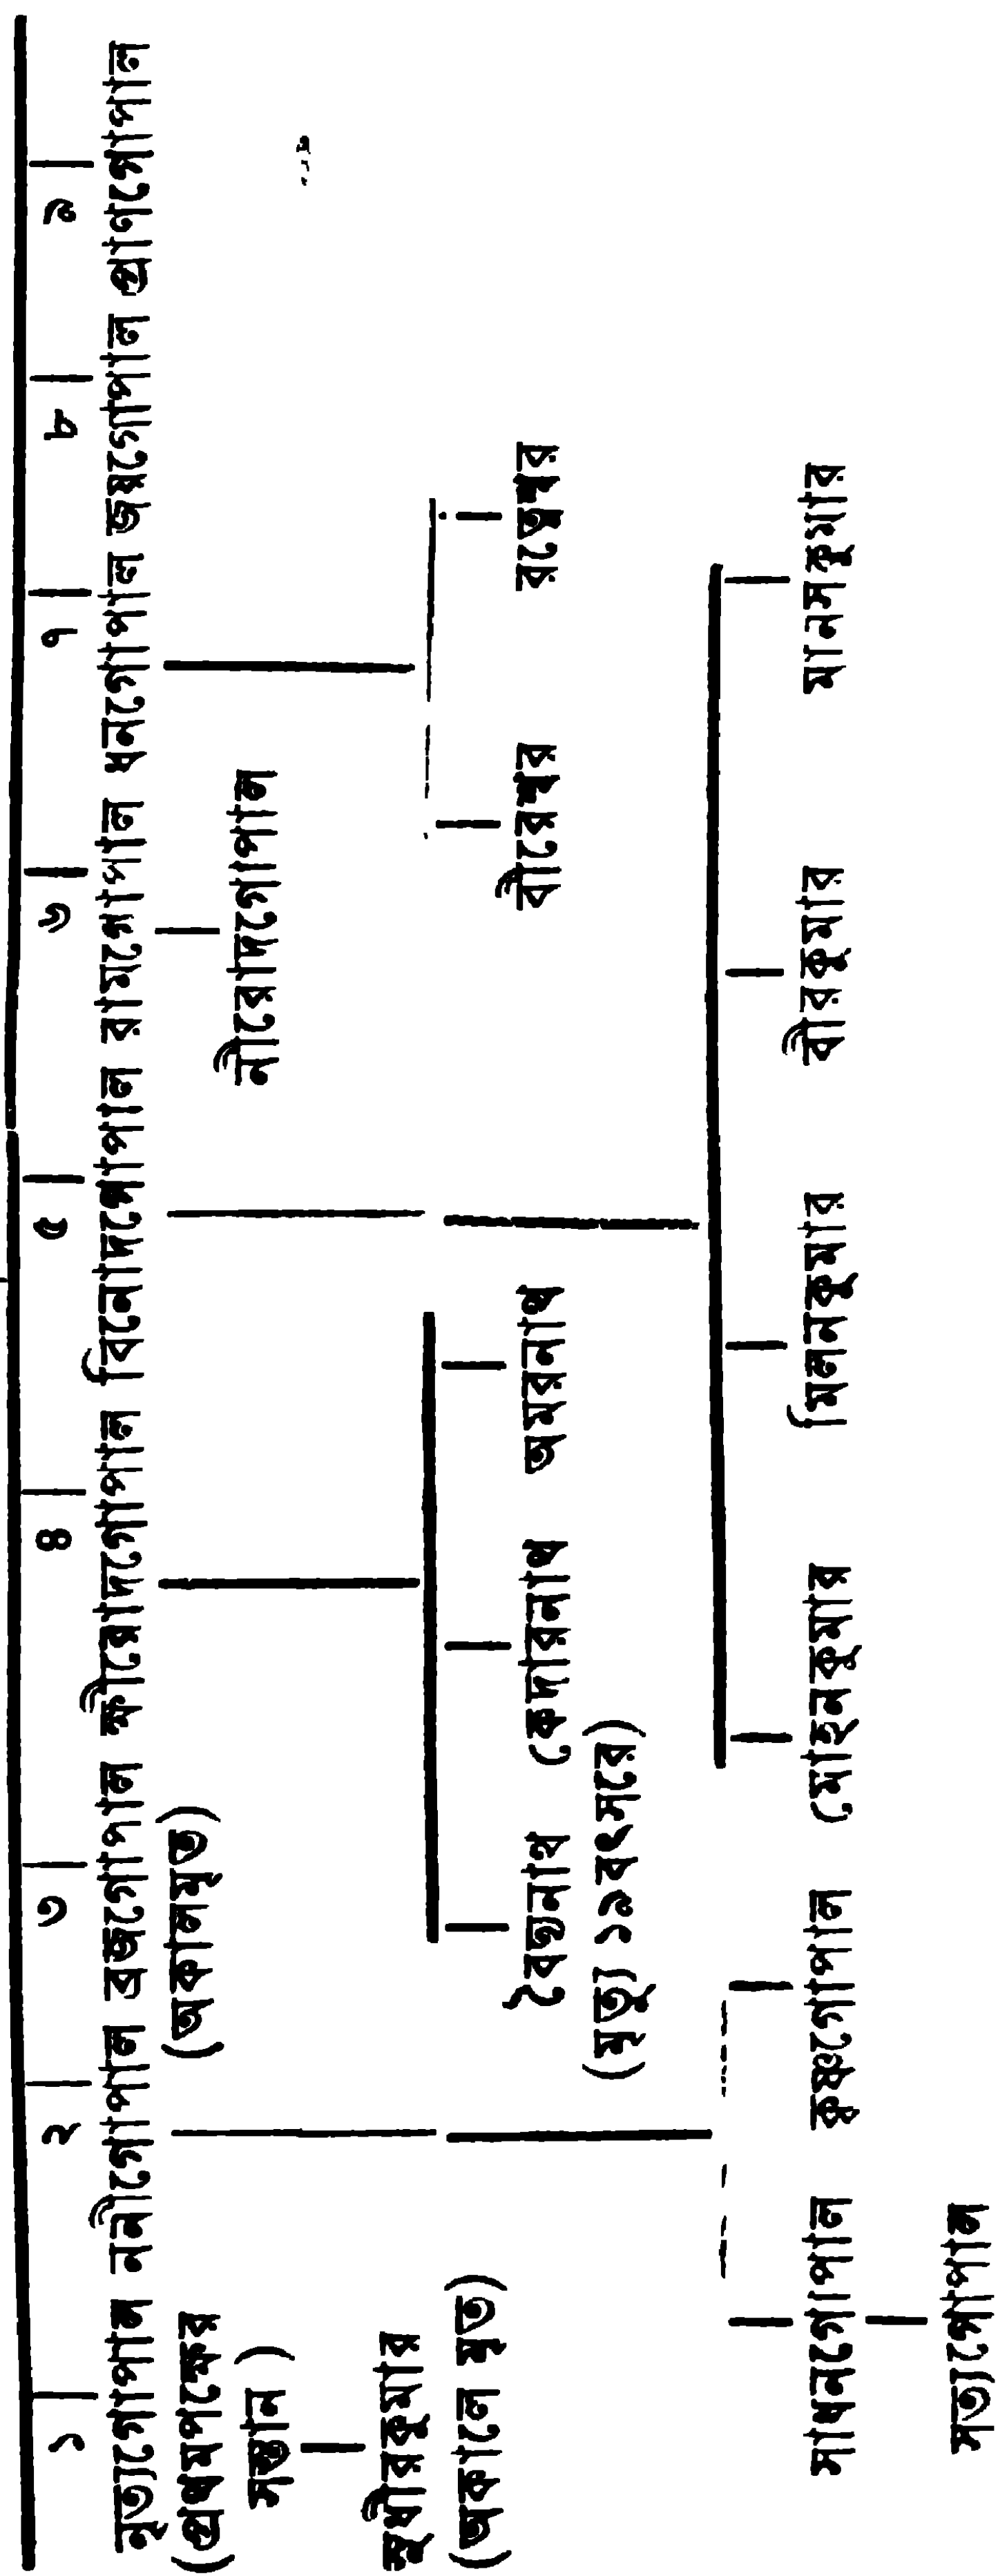 ১ ২ ৩ ৪ ৫ ৬ ৭ ৮ ৯
নৃত্যগোপাল ননীগোপাল ব্রজগোপাল ক্ষীরোদগোপাল বিনোদগোপাল রামগোপাল ধনগোপাল জয়গোপাল প্রাণগোপাল
(প্রথমপক্ষের (অকালমৃত) নীরোদগোপাল
সন্তান )
সুধীরকুমার
(অকালে মৃত)
বৈদ্যনাথ কেদারনাথ অমরনাথ বীরেশ্বর রত্নেশ্বর
(মৃত্যু ১৯বৎসরে)
সাধনগোপাল কৃষ্ণগোপাল মোহনকুমার মিলনকুমার বীরকুমার মানসকুমার
সত্যগোপাল